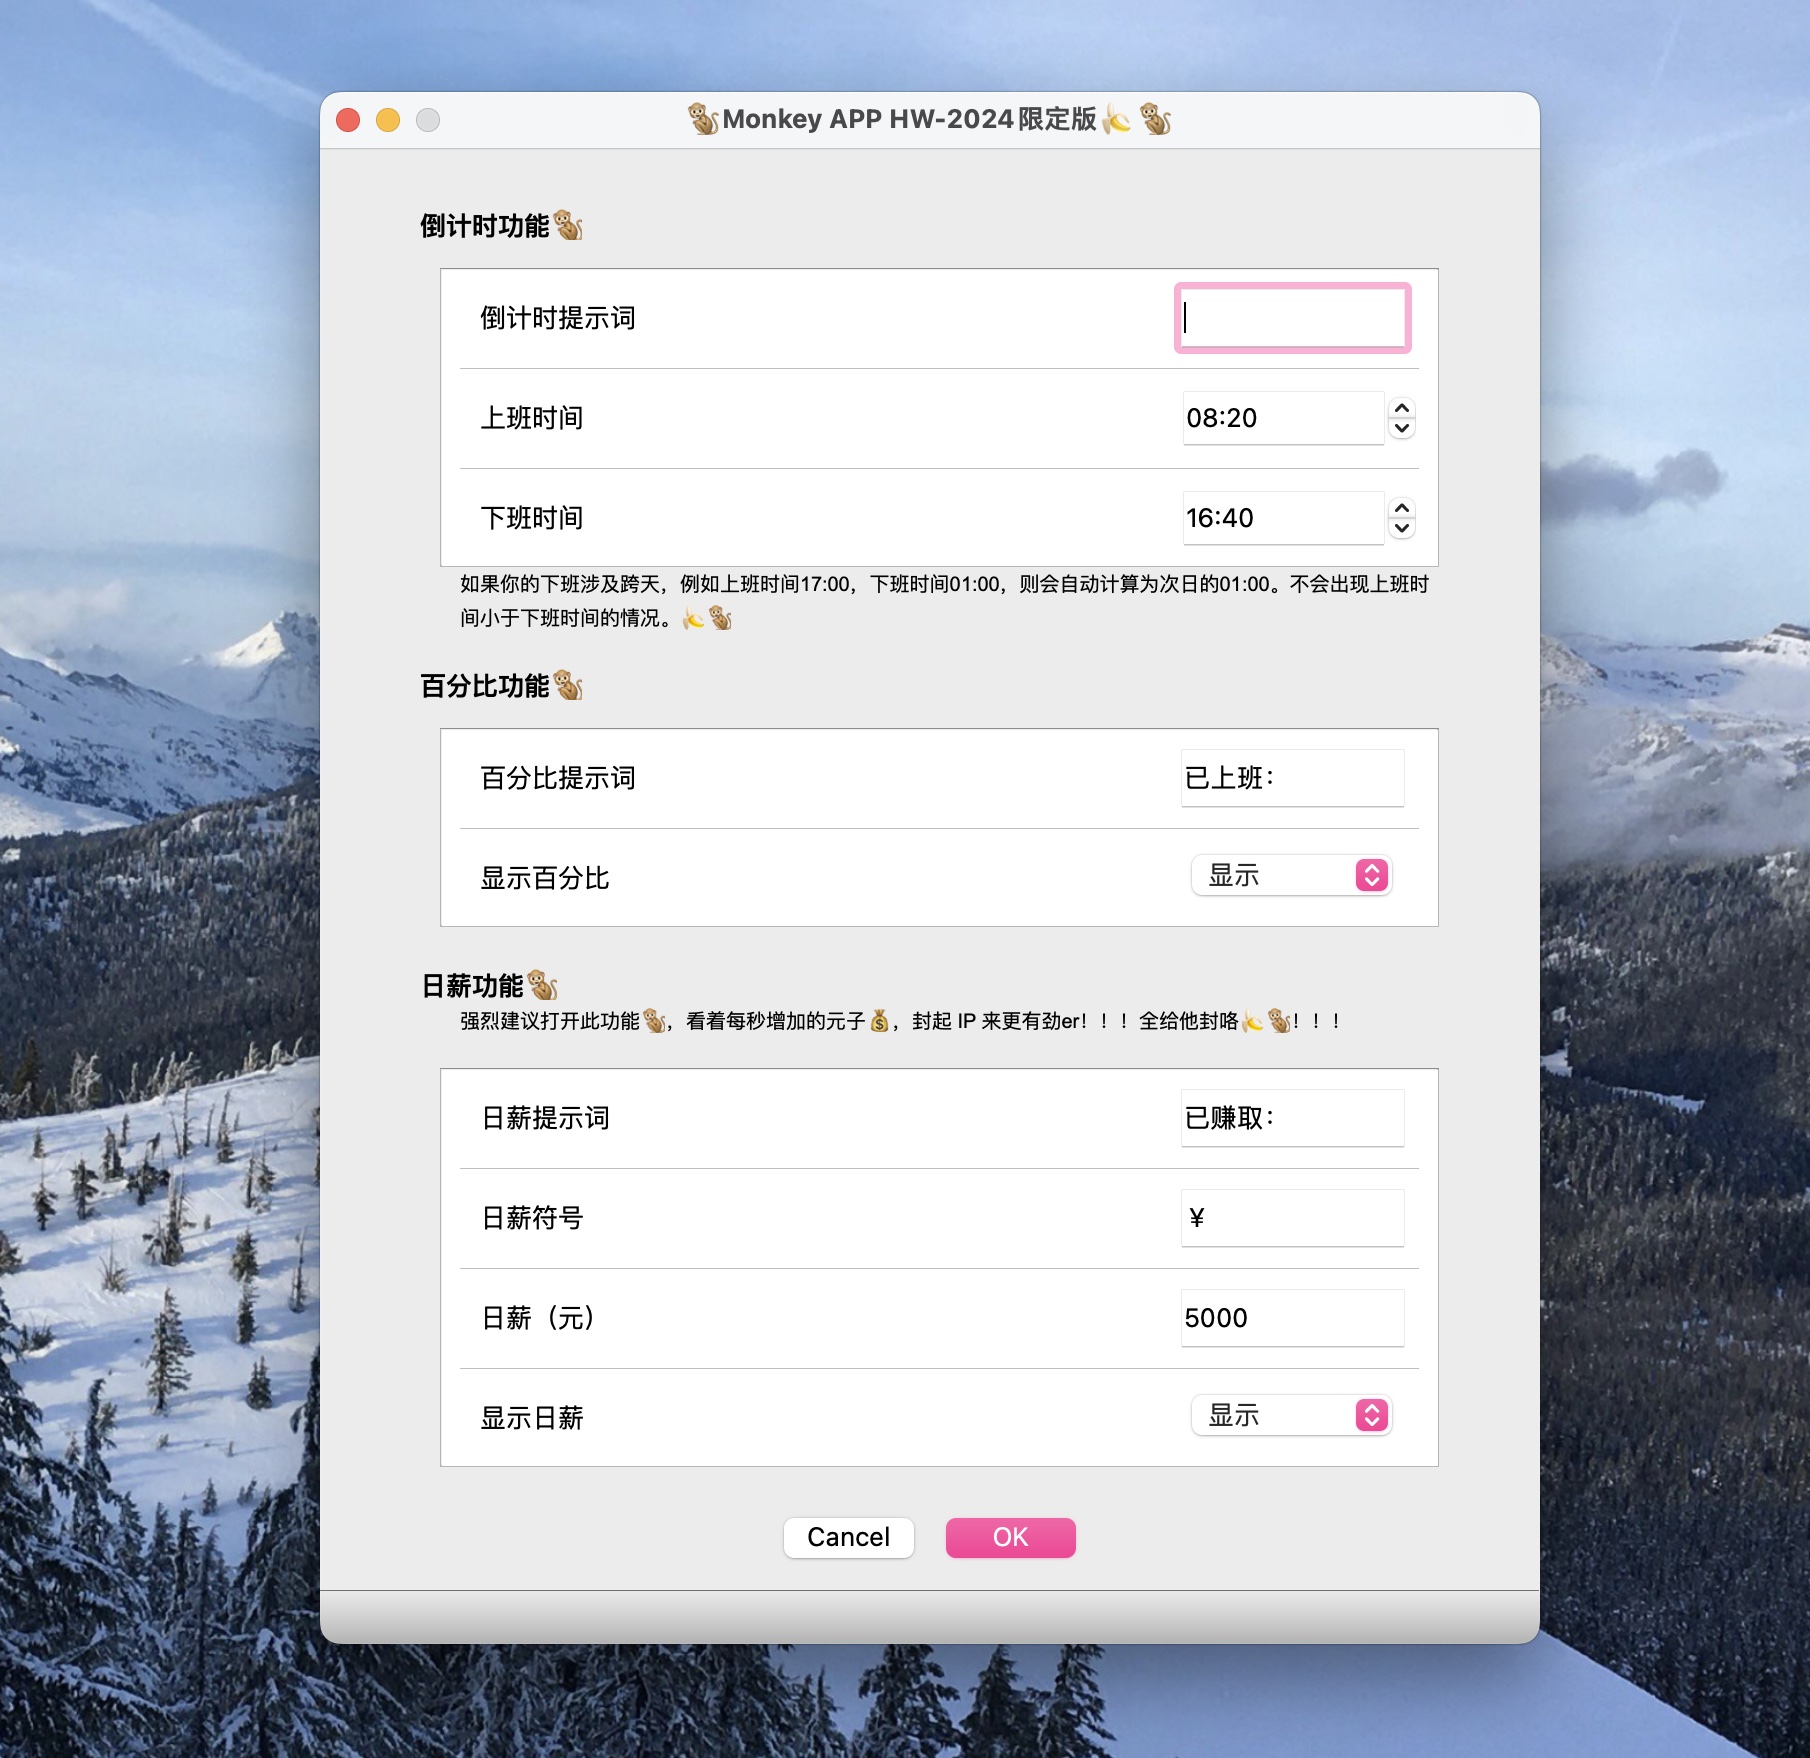 🐒Monkey APP HW-2024限定版🍌🐒
倒计时功能🐒
倒计时提示词
上班时间 08:20
下班时间 16:40
如果你的下班涉及跨天，例如上班时间17:00，下班时间01:00，则会自动计算为次日的01:00。不会出现上班时
间小于下班时间的情况。🍌🐒
百分比功能🐒
百分比提示词 已上班：
显示百分比 显示
日薪功能🐒
强烈建议打开此功能🐒，看着每秒增加的元子💰，封起 IP 来更有劲er！！！全给他封咯🍌🐒！！！
日薪提示词 已赚取：
日薪符号 ¥
日薪（元） 5000
显示日薪 显示
Cancel OK